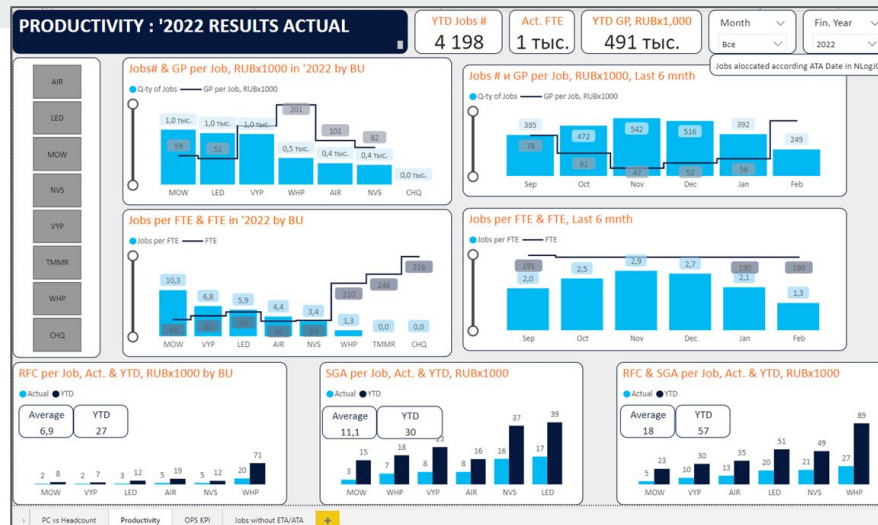 PRODUCTIVITY : '2022 RESULTS ACTUAL
YTD Jobs #
4 198
Act. FTE
1 тыс.
YTD GP, RUBx1,000
491 тыс.
Month
Все
Fin. Year
2022
Jobs aloccated according ATA Date in NLogJC
AIR
LED
MOW
NVS
VYP
TMMR
WHP
CHQ
Jobs# & GP per Job, RUBx1000 in '2022 by BU
Q-ty of Jobs GP per Job, RUBx1000
1,0 тыс. 1,0 тыс. 1,0 тыс. 0,5 тыс. 0,4 тыс. 0,4 тыс. 0,0 тыс.
59 51 201 101 82
MOW LED VYP WHP AIR NVS CHQ
Jobs # и GP per Job, RUBx1000, Last 6 mnth
Q-ty of Jobs GP per Job, RUBx1000
385 472 542 516 392 249
78 61 47 52 56
Sep Oct Nov Dec Jan Feb
Jobs per FTE & FTE in '2022 by BU
Jobs per FTE FTE
10,3 6,8 5,9 4,4 3,4 1,3 0,0 0,0
210 246 316
MOW VYP LED AIR NVS WHP TMMR CHQ
Jobs per FTE & FTE, Last 6 mnth
Jobs per FTE FTE
191 190 190
2,0 2,5 2,9 2,7 2,1 1,3
Sep Oct Nov Dec Jan Feb
RFC per Job, Act. & YTD, RUBx1000 by BU
Actual YTD
Average YTD
6,9 27
2 8 2 7 3 12 5 19 5 12 20 71
MOW VYP LED AIR NVS WHP
SGA per Job, Act. & YTD, RUBx1000
Actual YTD
Average YTD
11,1 30
3 15 7 18 8 23 8 16 16 37 17 39
MOW WHP VYP AIR NVS LED
RFC & SGA per Job, Act. & YTD, RUBx1000
Actual YTD
Average YTD
18 57
5 23 10 30 13 35 20 51 21 49 27 89
MOW VYP AIR LED NVS WHP
PC vs Headcount Productivity OPS KPI Jobs without ETA/ATA +